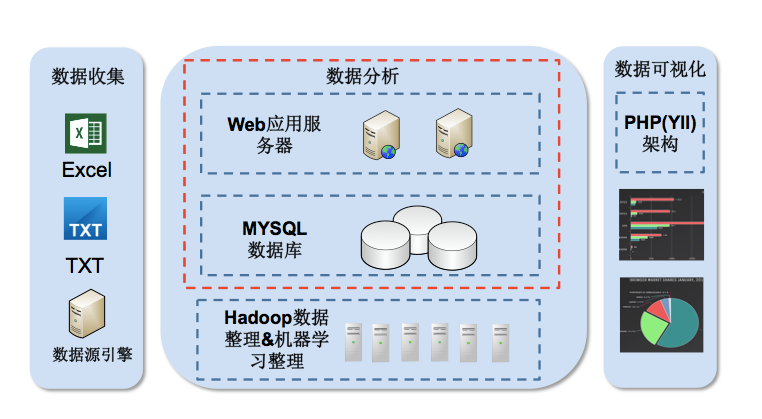 数据收集
Excel
TXT
TXT
数据源引擎
数据分析
Web应用服
务器
MYSQL
数据库
Hadoop数据
整理&机器学
习整理
数据可视化
PHP(YII)
架构